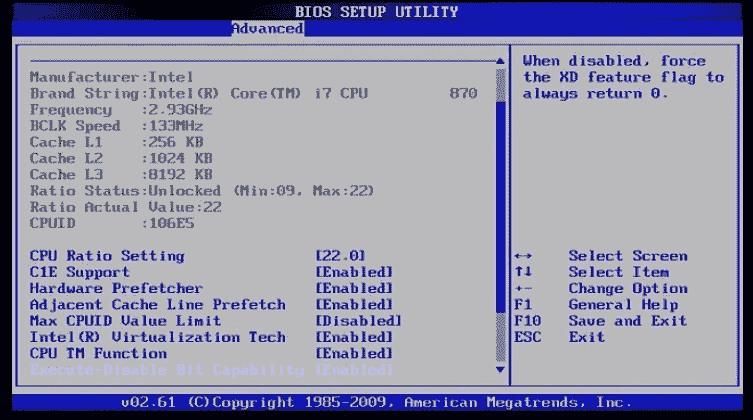 BIOS SETUP UTILITY
Advanced
Manufacturer:Intel
Brand String:Intel(R) Core(TM) i7 CPU 870
Frequency :2.93GHz
BCLK Speed :133MHz
Cache L1 :256 KB
Cache L2 :1024 KB
Cache L3 :8192 KB
Ratio Status:Unlocked (Min:09, Max:22)
Ratio Actual Value:22
CPUID :106E5
CPU Ratio Setting [22.0]
C1E Support [Enabled]
Hardware Prefetcher [Enabled]
Adjacent Cache Line Prefetch [Enabled]
Max CPUID Value Limit [Disabled]
Intel(R) Virtualization Tech [Enabled]
CPU TM Function [Enabled]
Execute-Disable Bit Capability [Enabled]
When disabled, force
the XD feature flag to
always return 0.
↔ Select Screen
↑↓ Select Item
+- Change Option
F1 General Help
F10 Save and Exit
ESC Exit
v02.61 (C)Copyright 1985-2009, American Megatrends, Inc.